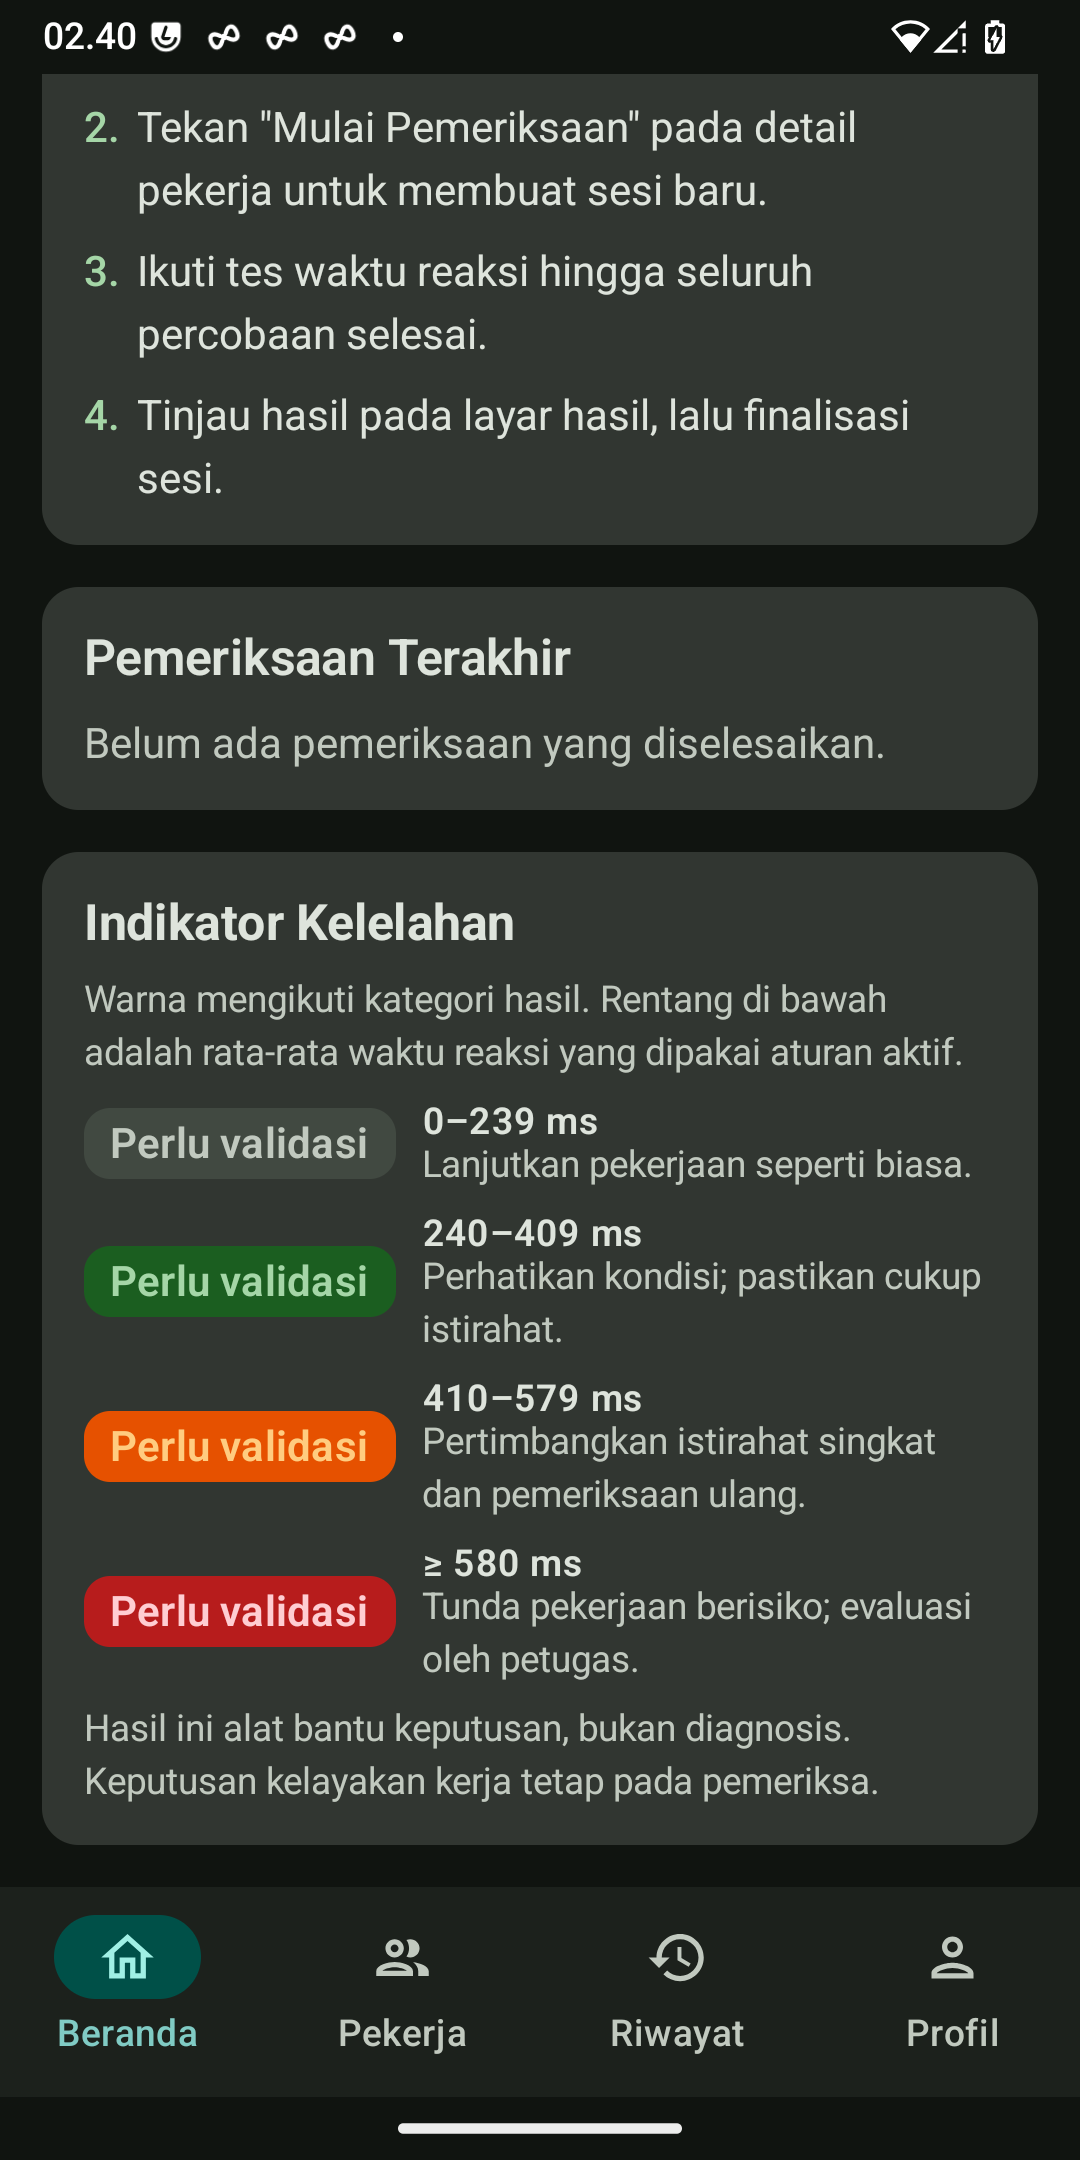 02.40
2. Tekan "Mulai Pemeriksaan" pada detail
pekerja untuk membuat sesi baru.
3. Ikuti tes waktu reaksi hingga seluruh
percobaan selesai.
4. Tinjau hasil pada layar hasil, lalu finalisasi
sesi.
Pemeriksaan Terakhir
Belum ada pemeriksaan yang diselesaikan.
Indikator Kelelahan
Warna mengikuti kategori hasil. Rentang di bawah
adalah rata-rata waktu reaksi yang dipakai aturan aktif.
Perlu validasi
0–239 ms
Lanjutkan pekerjaan seperti biasa.
Perlu validasi
240–409 ms
Perhatikan kondisi; pastikan cukup
istirahat.
Perlu validasi
410–579 ms
Pertimbangkan istirahat singkat
dan pemeriksaan ulang.
Perlu validasi
≥ 580 ms
Tunda pekerjaan berisiko; evaluasi
oleh petugas.
Hasil ini alat bantu keputusan, bukan diagnosis.
Keputusan kelayakan kerja tetap pada pemeriksa.
Beranda
Pekerja
Riwayat
Profil